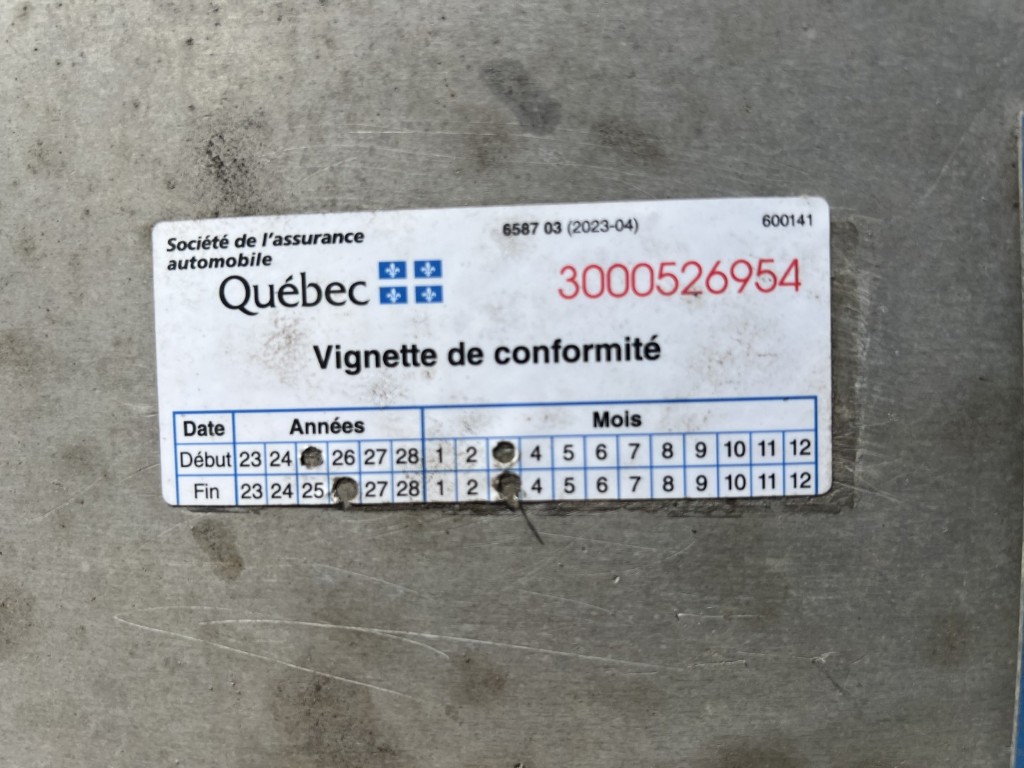 Société de l'assurance
automobile
Québec
6587 03 (2023-04)
600141
3000526954
Vignette de conformité
Date Années Mois
Début 23 24 26 27 28 1 2 4 5 6 7 8 9 10 11 12
Fin 23 24 25 27 28 1 2 4 5 6 7 8 9 10 11 12